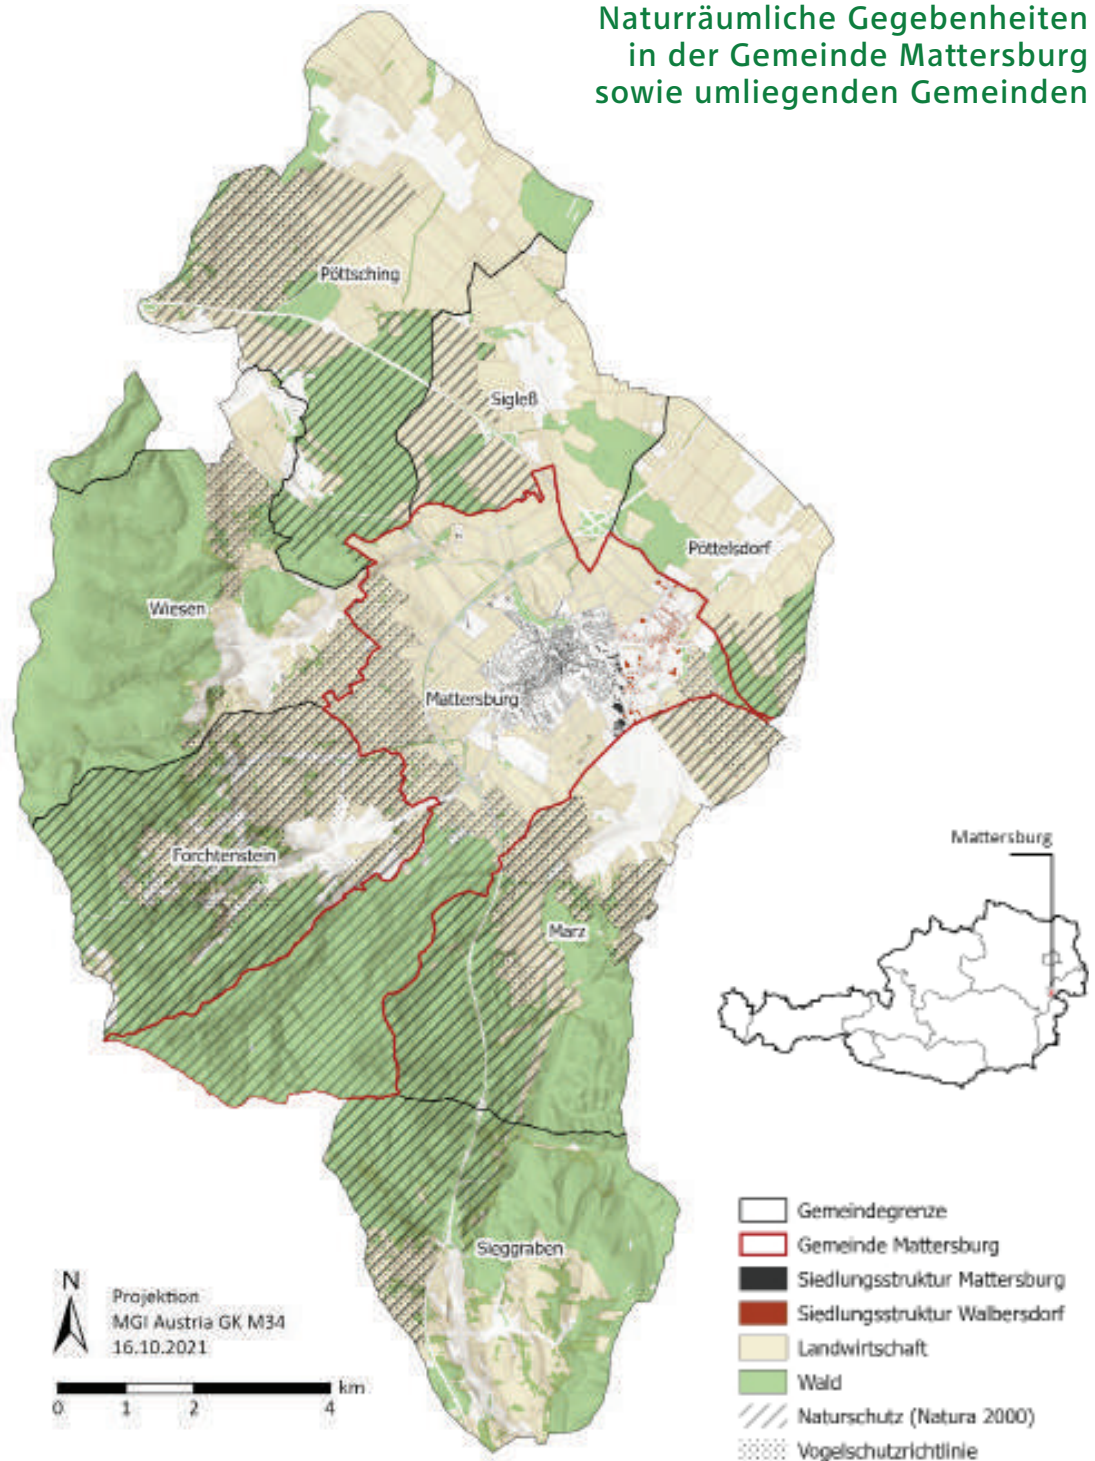 Naturräumliche Gegebenheiten
in der Gemeinde Mattersburg
sowie umliegenden Gemeinden
Pöttsching
Sigleß
Pöttelsdorf
Wiesen
Mattersburg
Forchtenstein
Mattersburg
Marz
Sieggraben
N
Projektion
MGI Austria GK M34
16.10.2021
km
0 1 2 4
Gemeindegrenze
Gemeinde Mattersburg
Siedlungsstruktur Mattersburg
Siedlungsstruktur Walbersdorf
Landwirtschaft
Wald
Naturschutz (Natura 2000)
Vogelschutzrichtlinie